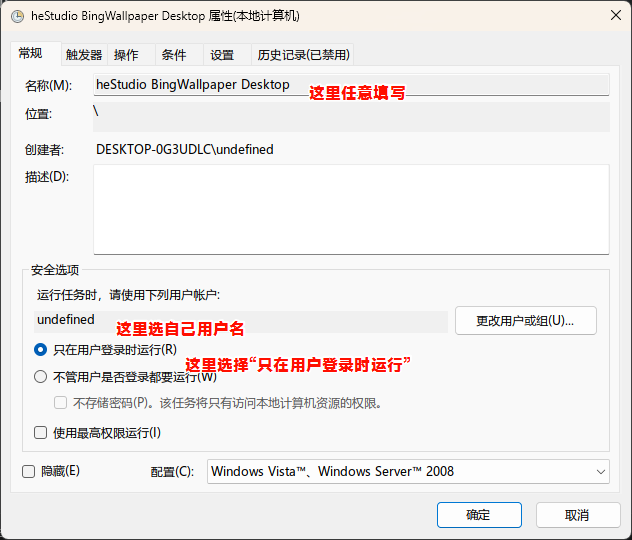 heStudio BingWallpaper Desktop 属性(本地计算机)
常规 触发器 操作 条件 设置 历史记录(已禁用)
名称(M): heStudio BingWallpaper Desktop 这里任意填写
位置: \
创建者: DESKTOP-0G3UDLC\undefined
描述(D):
安全选项
运行任务时，请使用下列用户帐户:
undefined 这里选自己用户名 更改用户或组(U)...
只在用户登录时运行(R)
这里选择“只在用户登录时运行”
不管用户是否登录都要运行(W)
不存储密码(P)。该任务将只有访问本地计算机资源的权限。
使用最高权限运行(I)
隐藏(E) 配置(C): Windows Vista™、Windows Server™ 2008
确定 取消